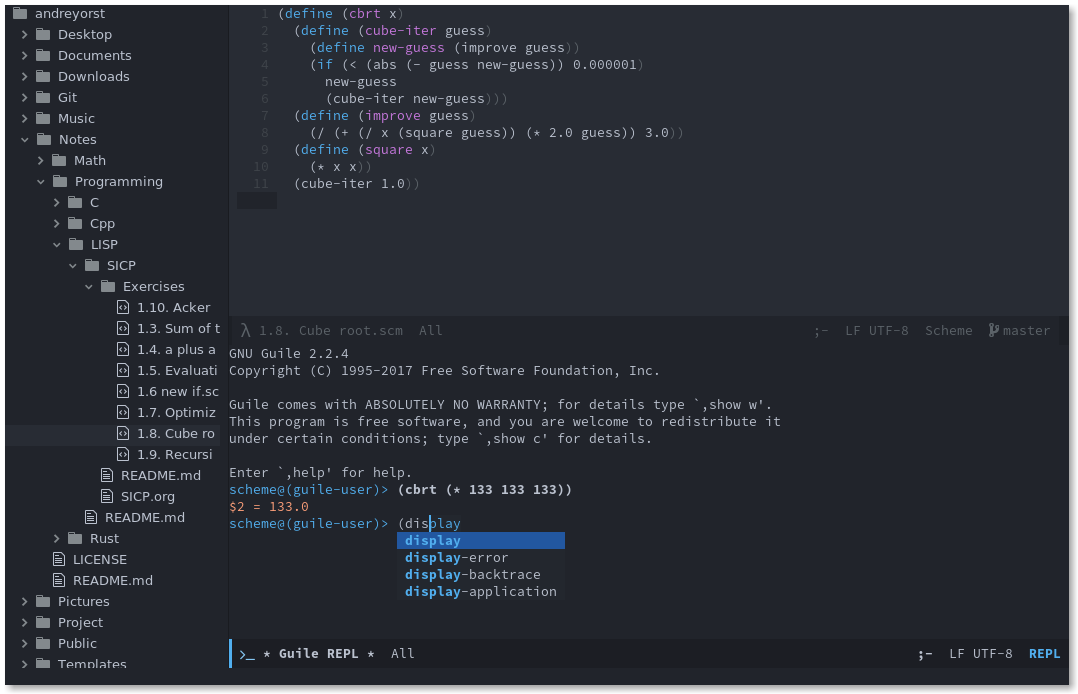 andreyorst
Desktop
Documents
Downloads
Git
Music
Notes
Math
Programming
C
Cpp
LISP
SICP
Exercises
1.10. Acker
1.3. Sum of t
1.4. a plus a
1.5. Evaluati
1.6 new if.sc
1.7. Optimiz
1.8. Cube ro
1.9. Recursi
README.md
SICP.org
README.md
Rust
LICENSE
README.md
Pictures
Project
Public
Templates
1 (define (cbrt x)
2   (define (cube-iter guess)
3     (define new-guess (improve guess))
4     (if (< (abs (- guess new-guess)) 0.000001)
5       new-guess
6       (cube-iter new-guess)))
7   (define (improve guess)
8     (/ (+ (/ x (square guess)) (* 2.0 guess)) 3.0))
9   (define (square x)
10     (* x x))
11   (cube-iter 1.0))
λ 1.8. Cube root.scm All ;- LF UTF-8 Scheme master
GNU Guile 2.2.4
Copyright (C) 1995-2017 Free Software Foundation, Inc.
Guile comes with ABSOLUTELY NO WARRANTY; for details type `,show w'.
This program is free software, and you are welcome to redistribute it
under certain conditions; type `,show c' for details.
Enter `,help' for help.
scheme@(guile-user)> (cbrt (* 133 133 133))
$2 = 133.0
scheme@(guile-user)> (display
display
display-error
display-backtrace
display-application
>_ * Guile REPL * All ;- LF UTF-8 REPL